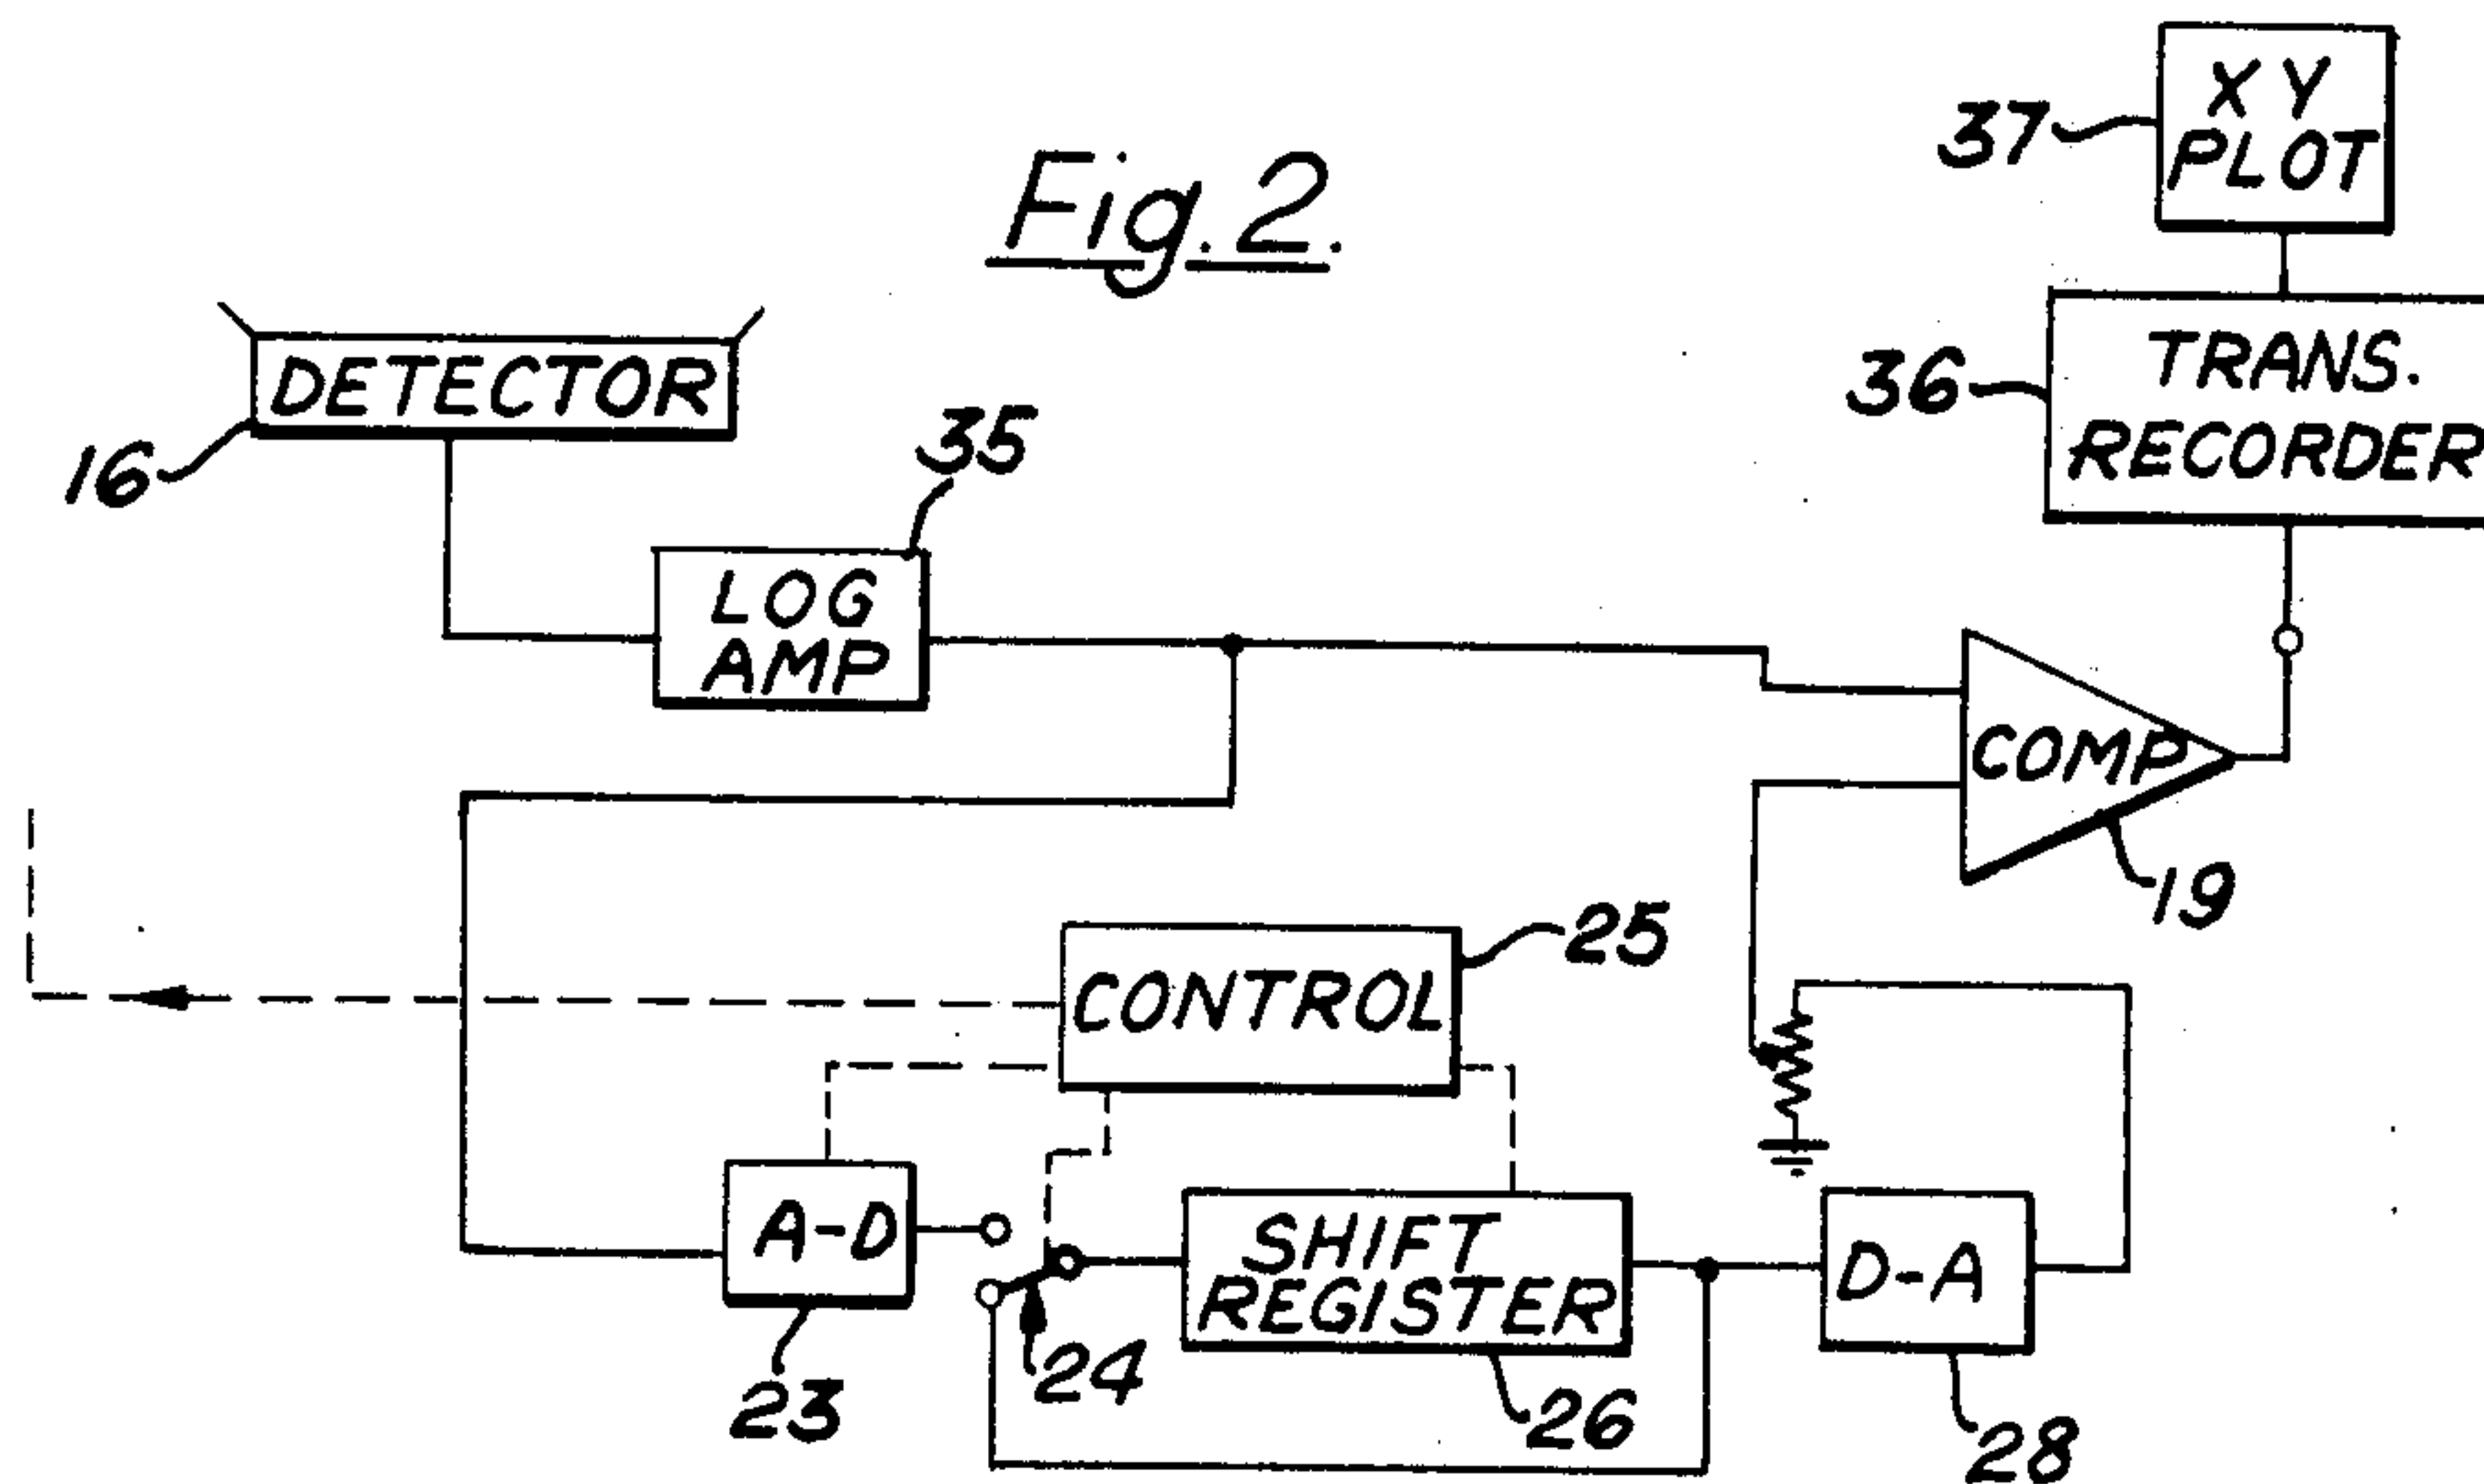 X Y
PLOT
37
Fig. 2.
TRANS.
RECORDER
36
DETECTOR
16
35
LOG
AMP
COMP
19
25
CONTROL
A-D
23
24
SHIFT
REGISTER
26
D-A
28